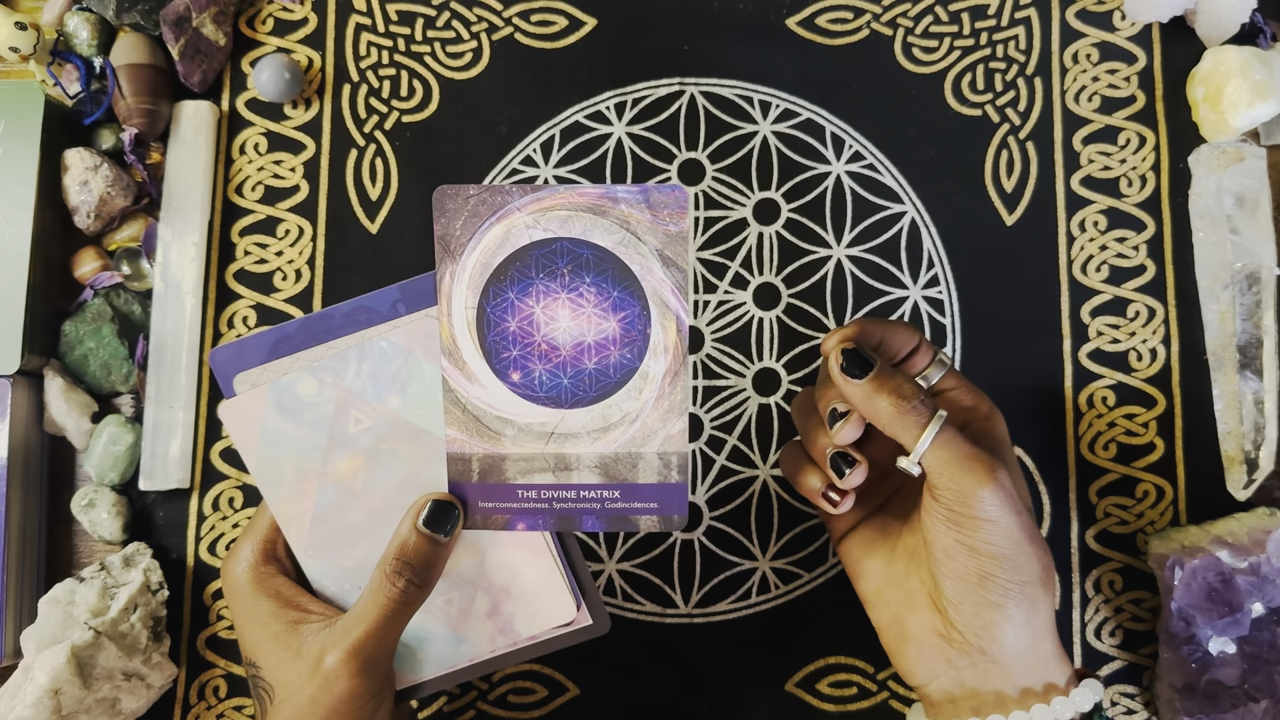 THE DIVINE MATRIX
Interconnectedness. Synchronicity. Godincidences.